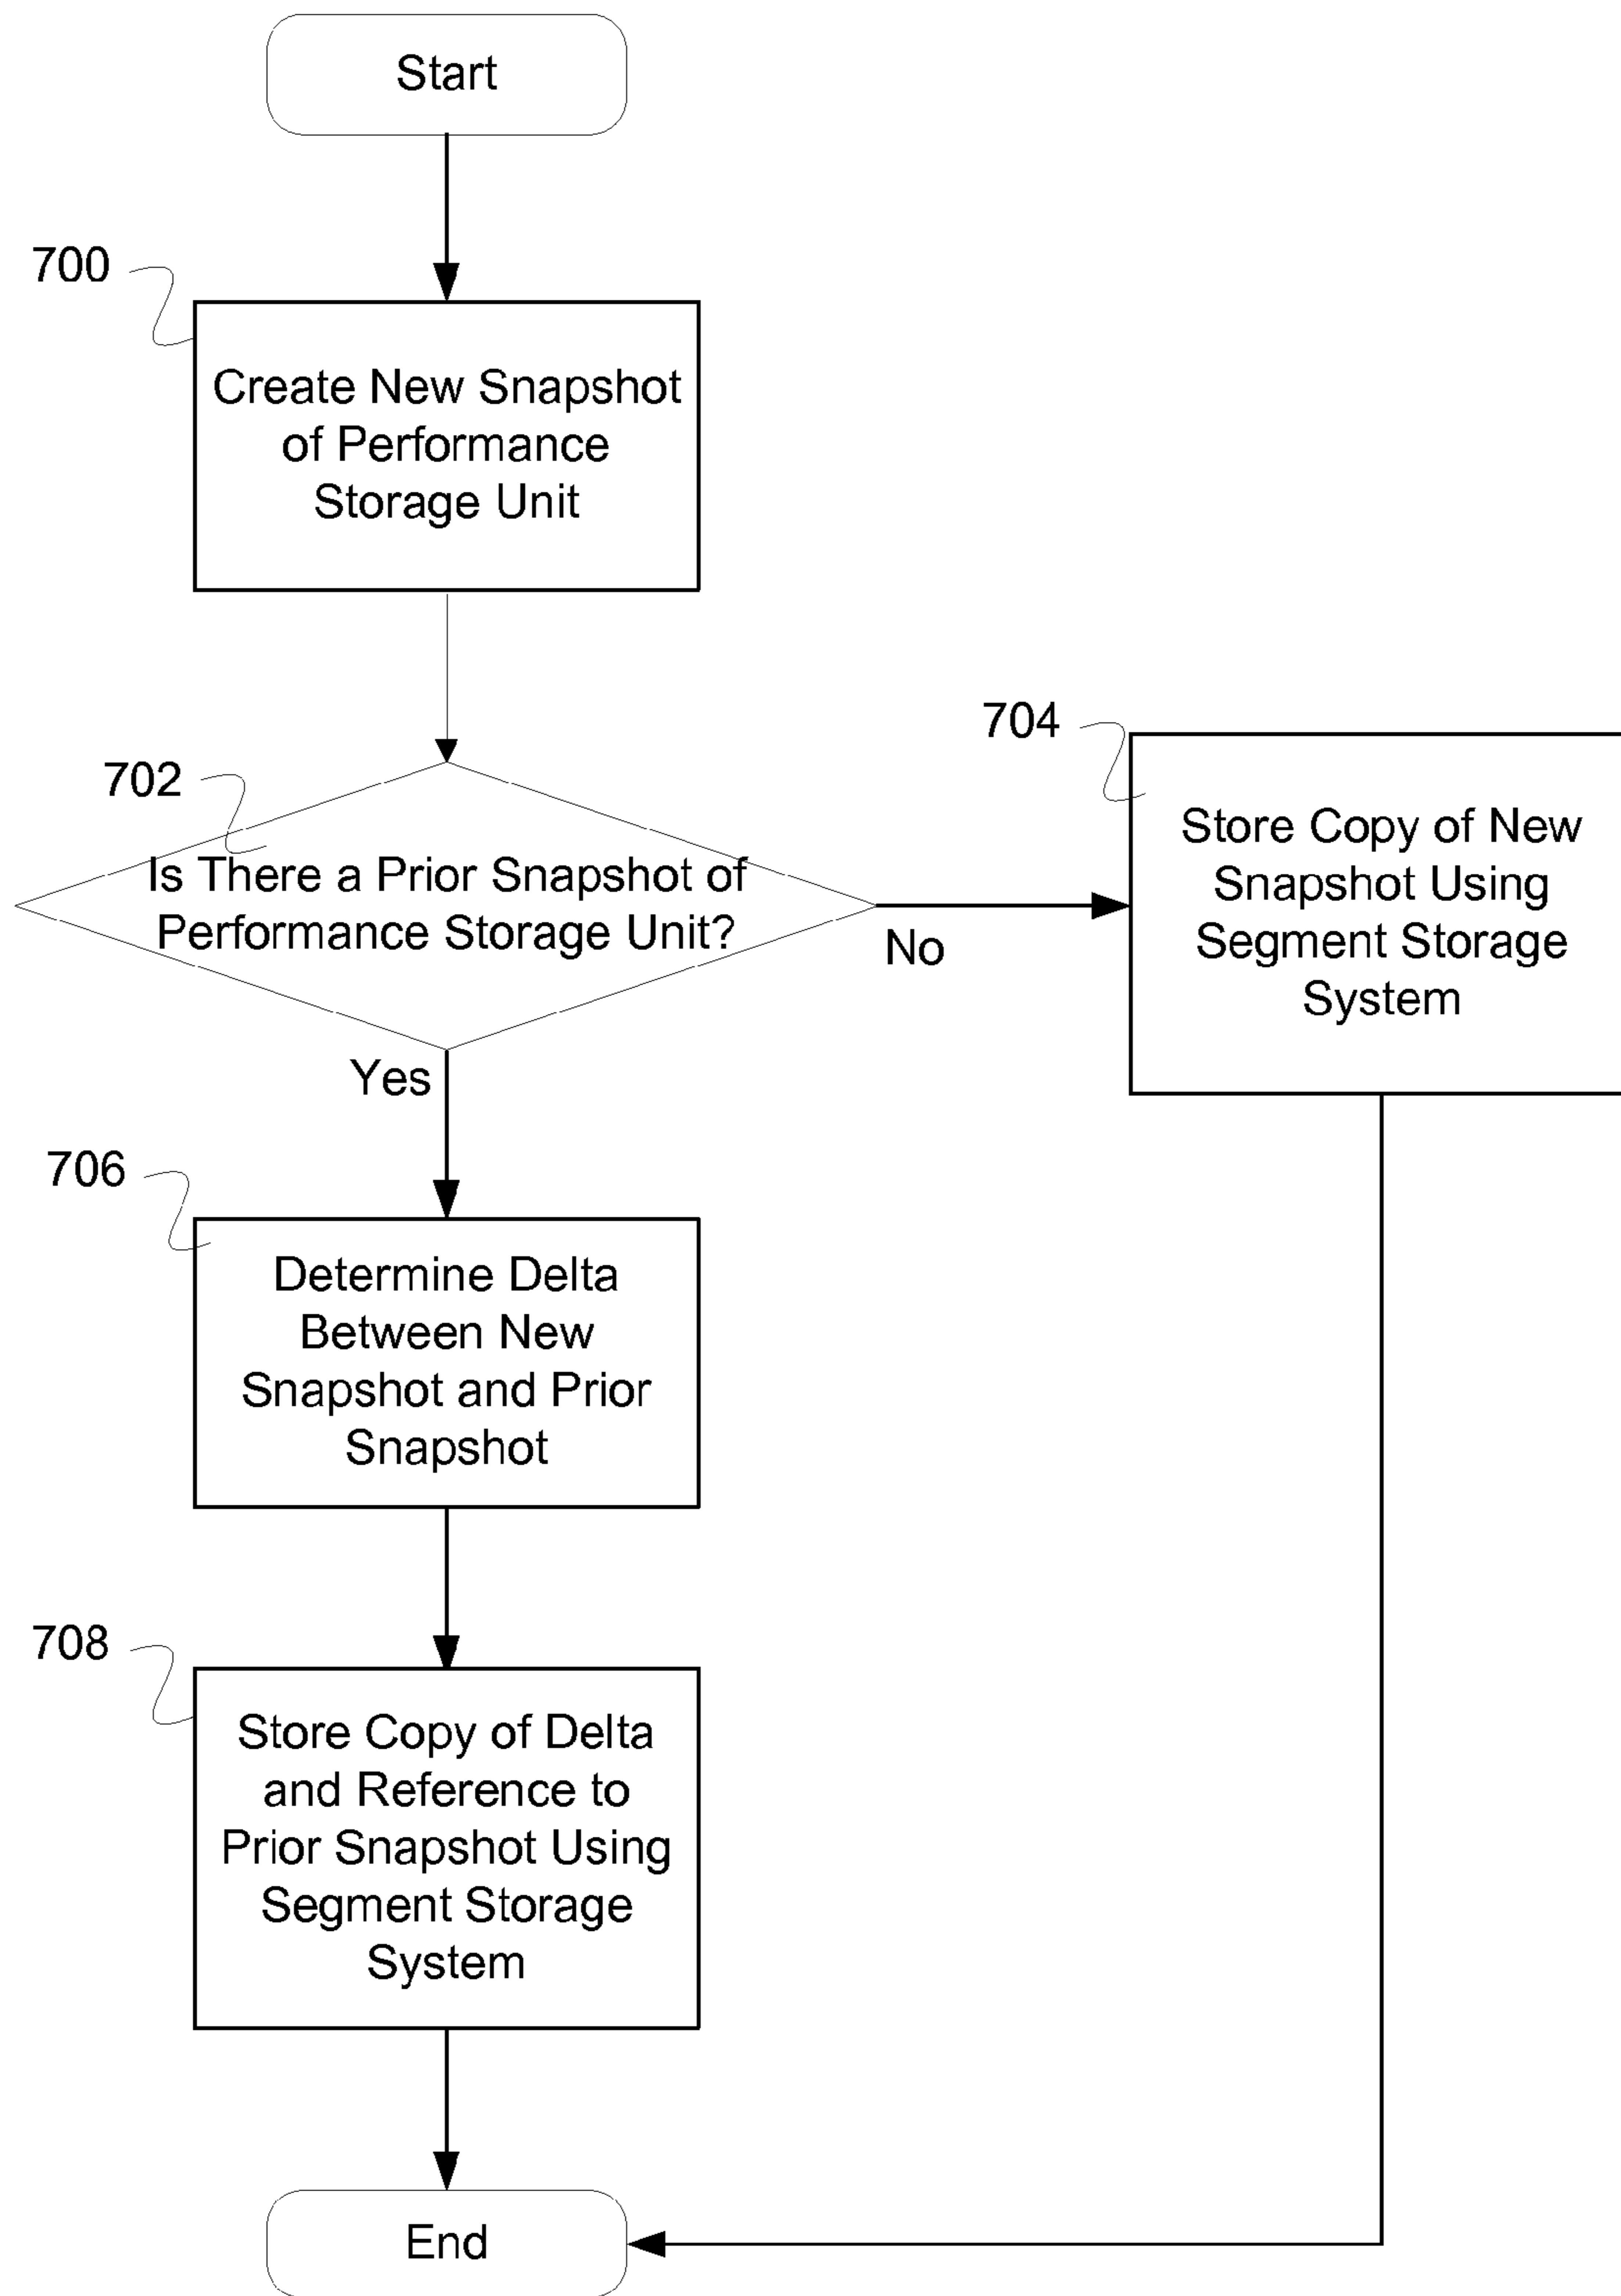 Start
700
Create New Snapshot
of Performance
Storage Unit
702
Is There a Prior Snapshot of
Performance Storage Unit?
No
Yes
704
Store Copy of New
Snapshot Using
Segment Storage
System
706
Determine Delta
Between New
Snapshot and Prior
Snapshot
708
Store Copy of Delta
and Reference to
Prior Snapshot Using
Segment Storage
System
End